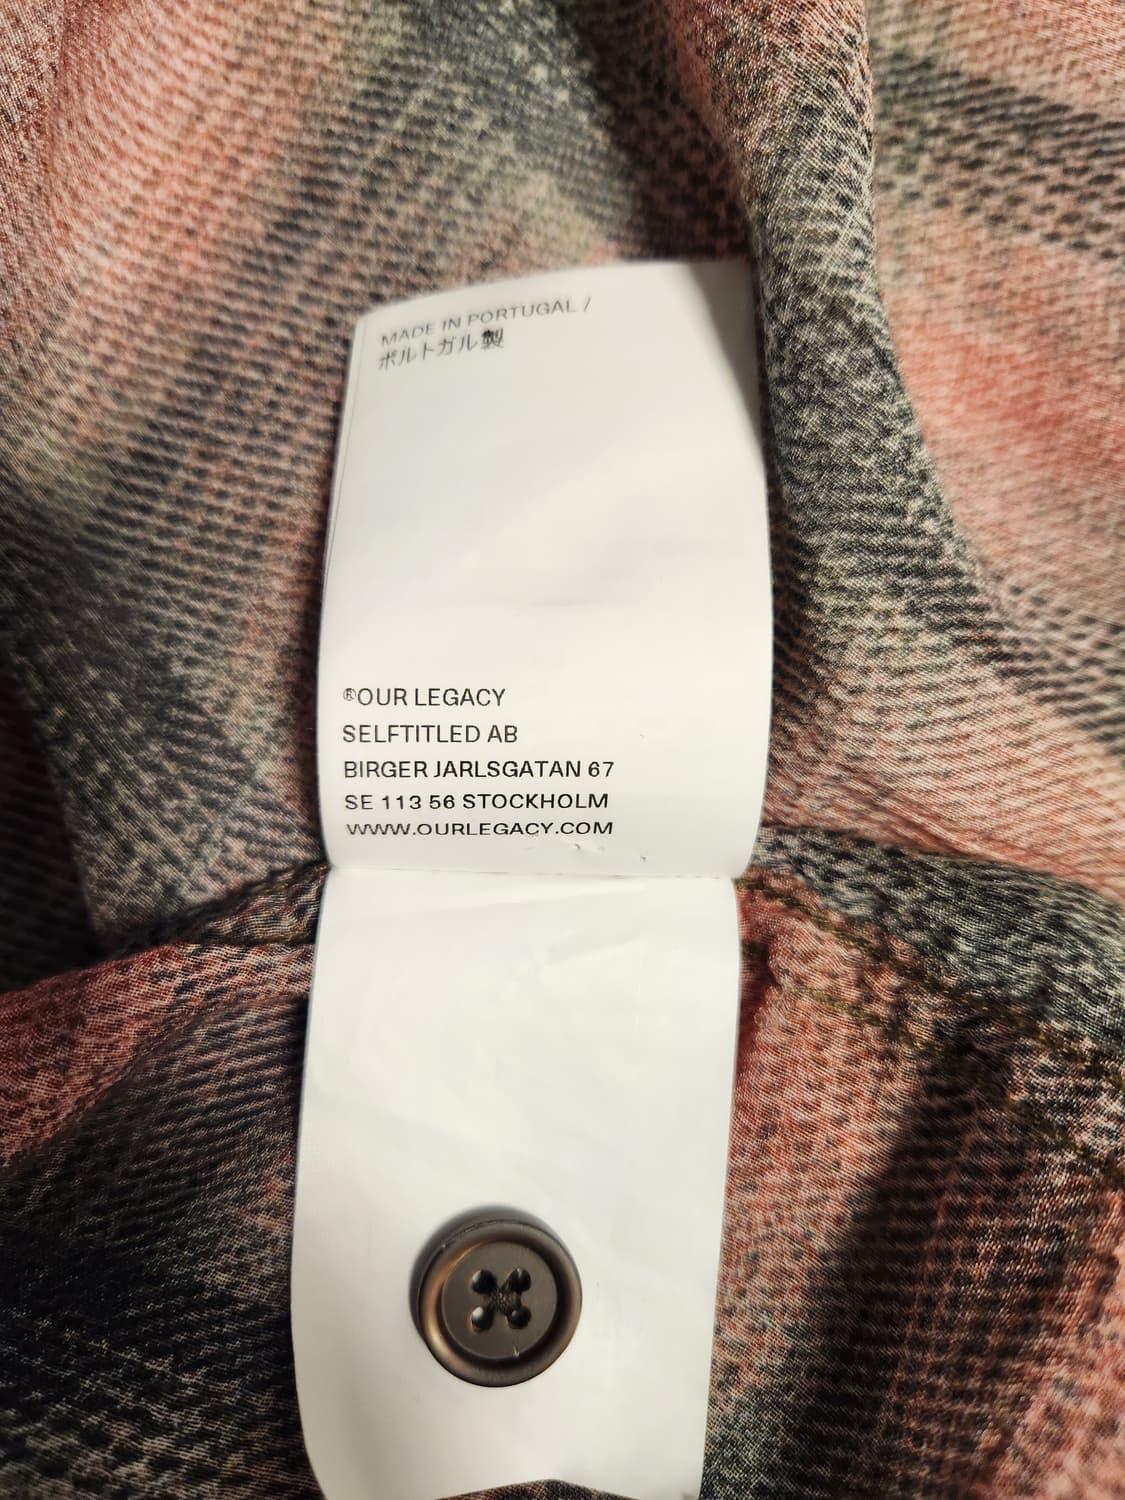 MADE IN PORTUGAL /
ポルトガル製
®OUR LEGACY
SELFTITLED AB
BIRGER JARLSGATAN 67
SE 113 56 STOCKHOLM
WWW.OURLEGACY.COM